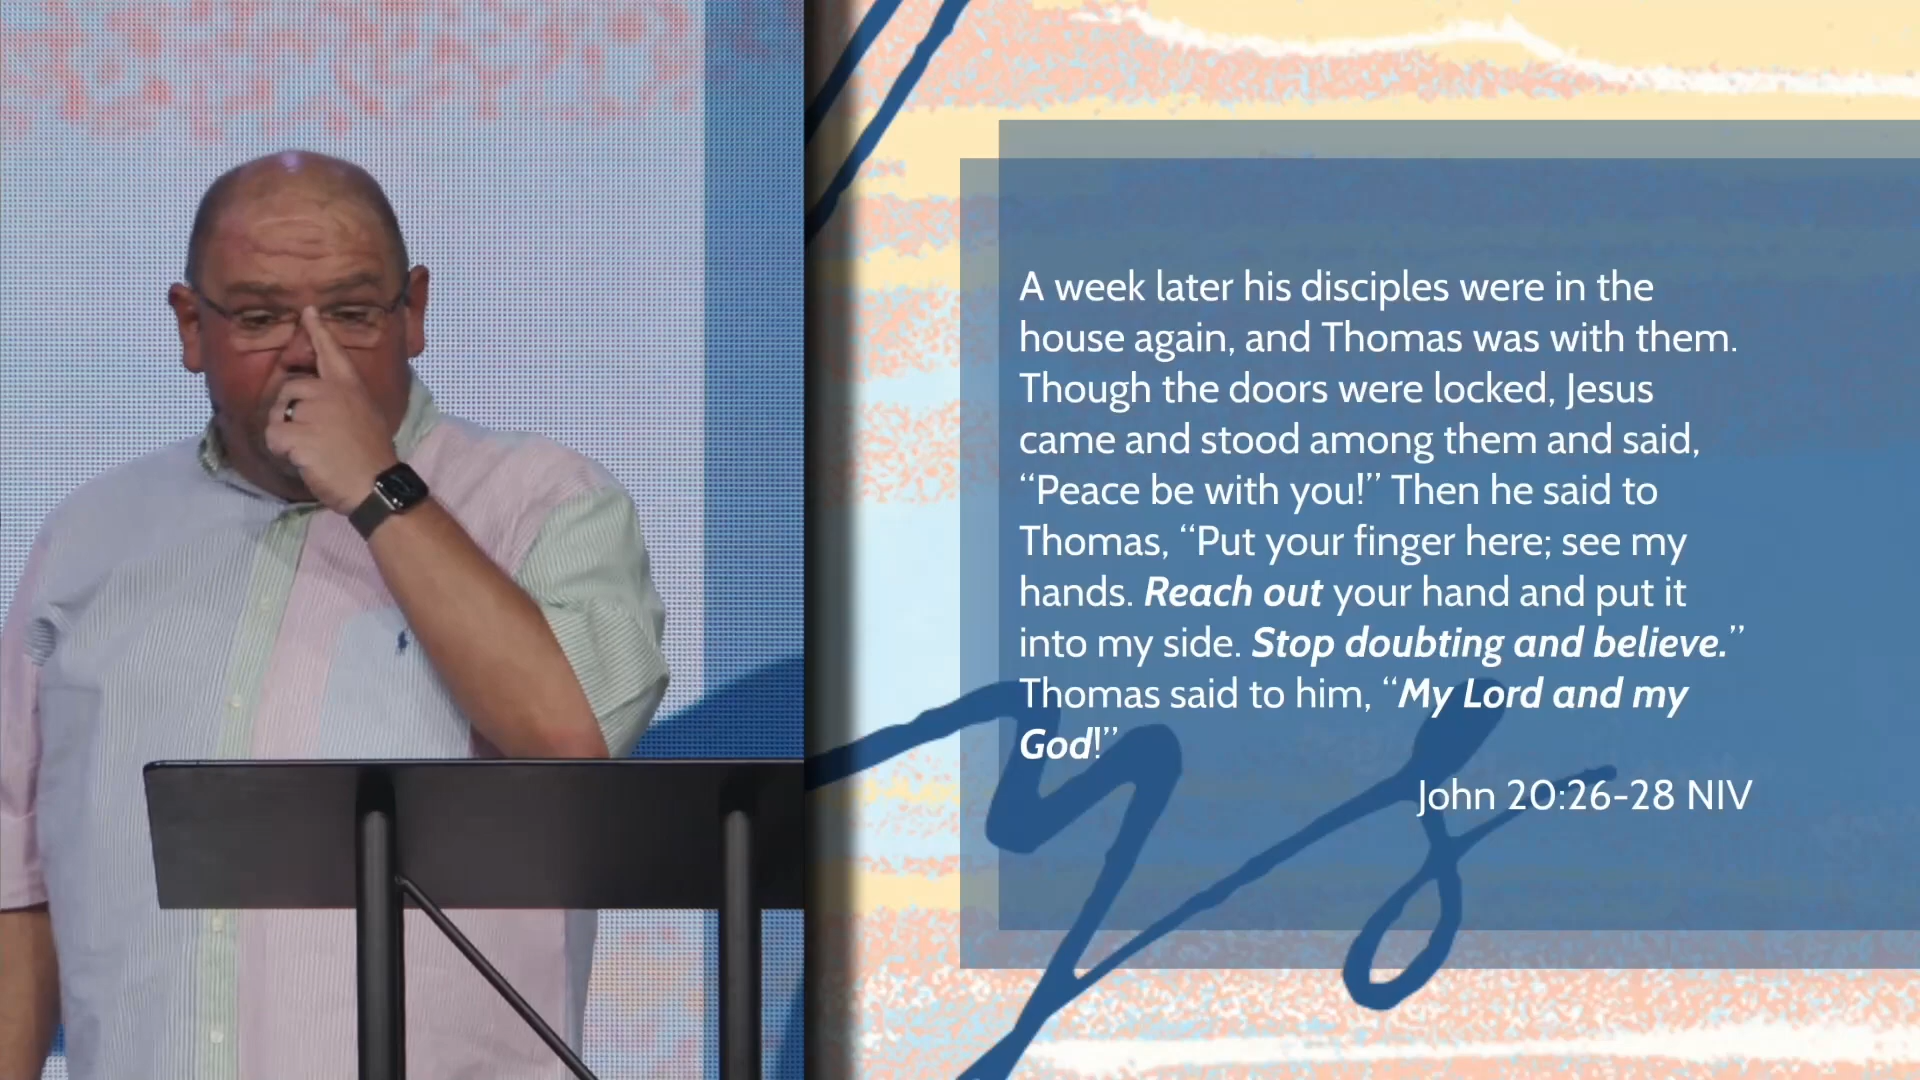 A week later his disciples were in the
house again, and Thomas was with them.
Though the doors were locked, Jesus
came and stood among them and said,
“Peace be with you!” Then he said to
Thomas, “Put your finger here; see my
hands. Reach out your hand and put it
into my side. Stop doubting and believe.”
Thomas said to him, “My Lord and my
God!”
John 20:26-28 NIV